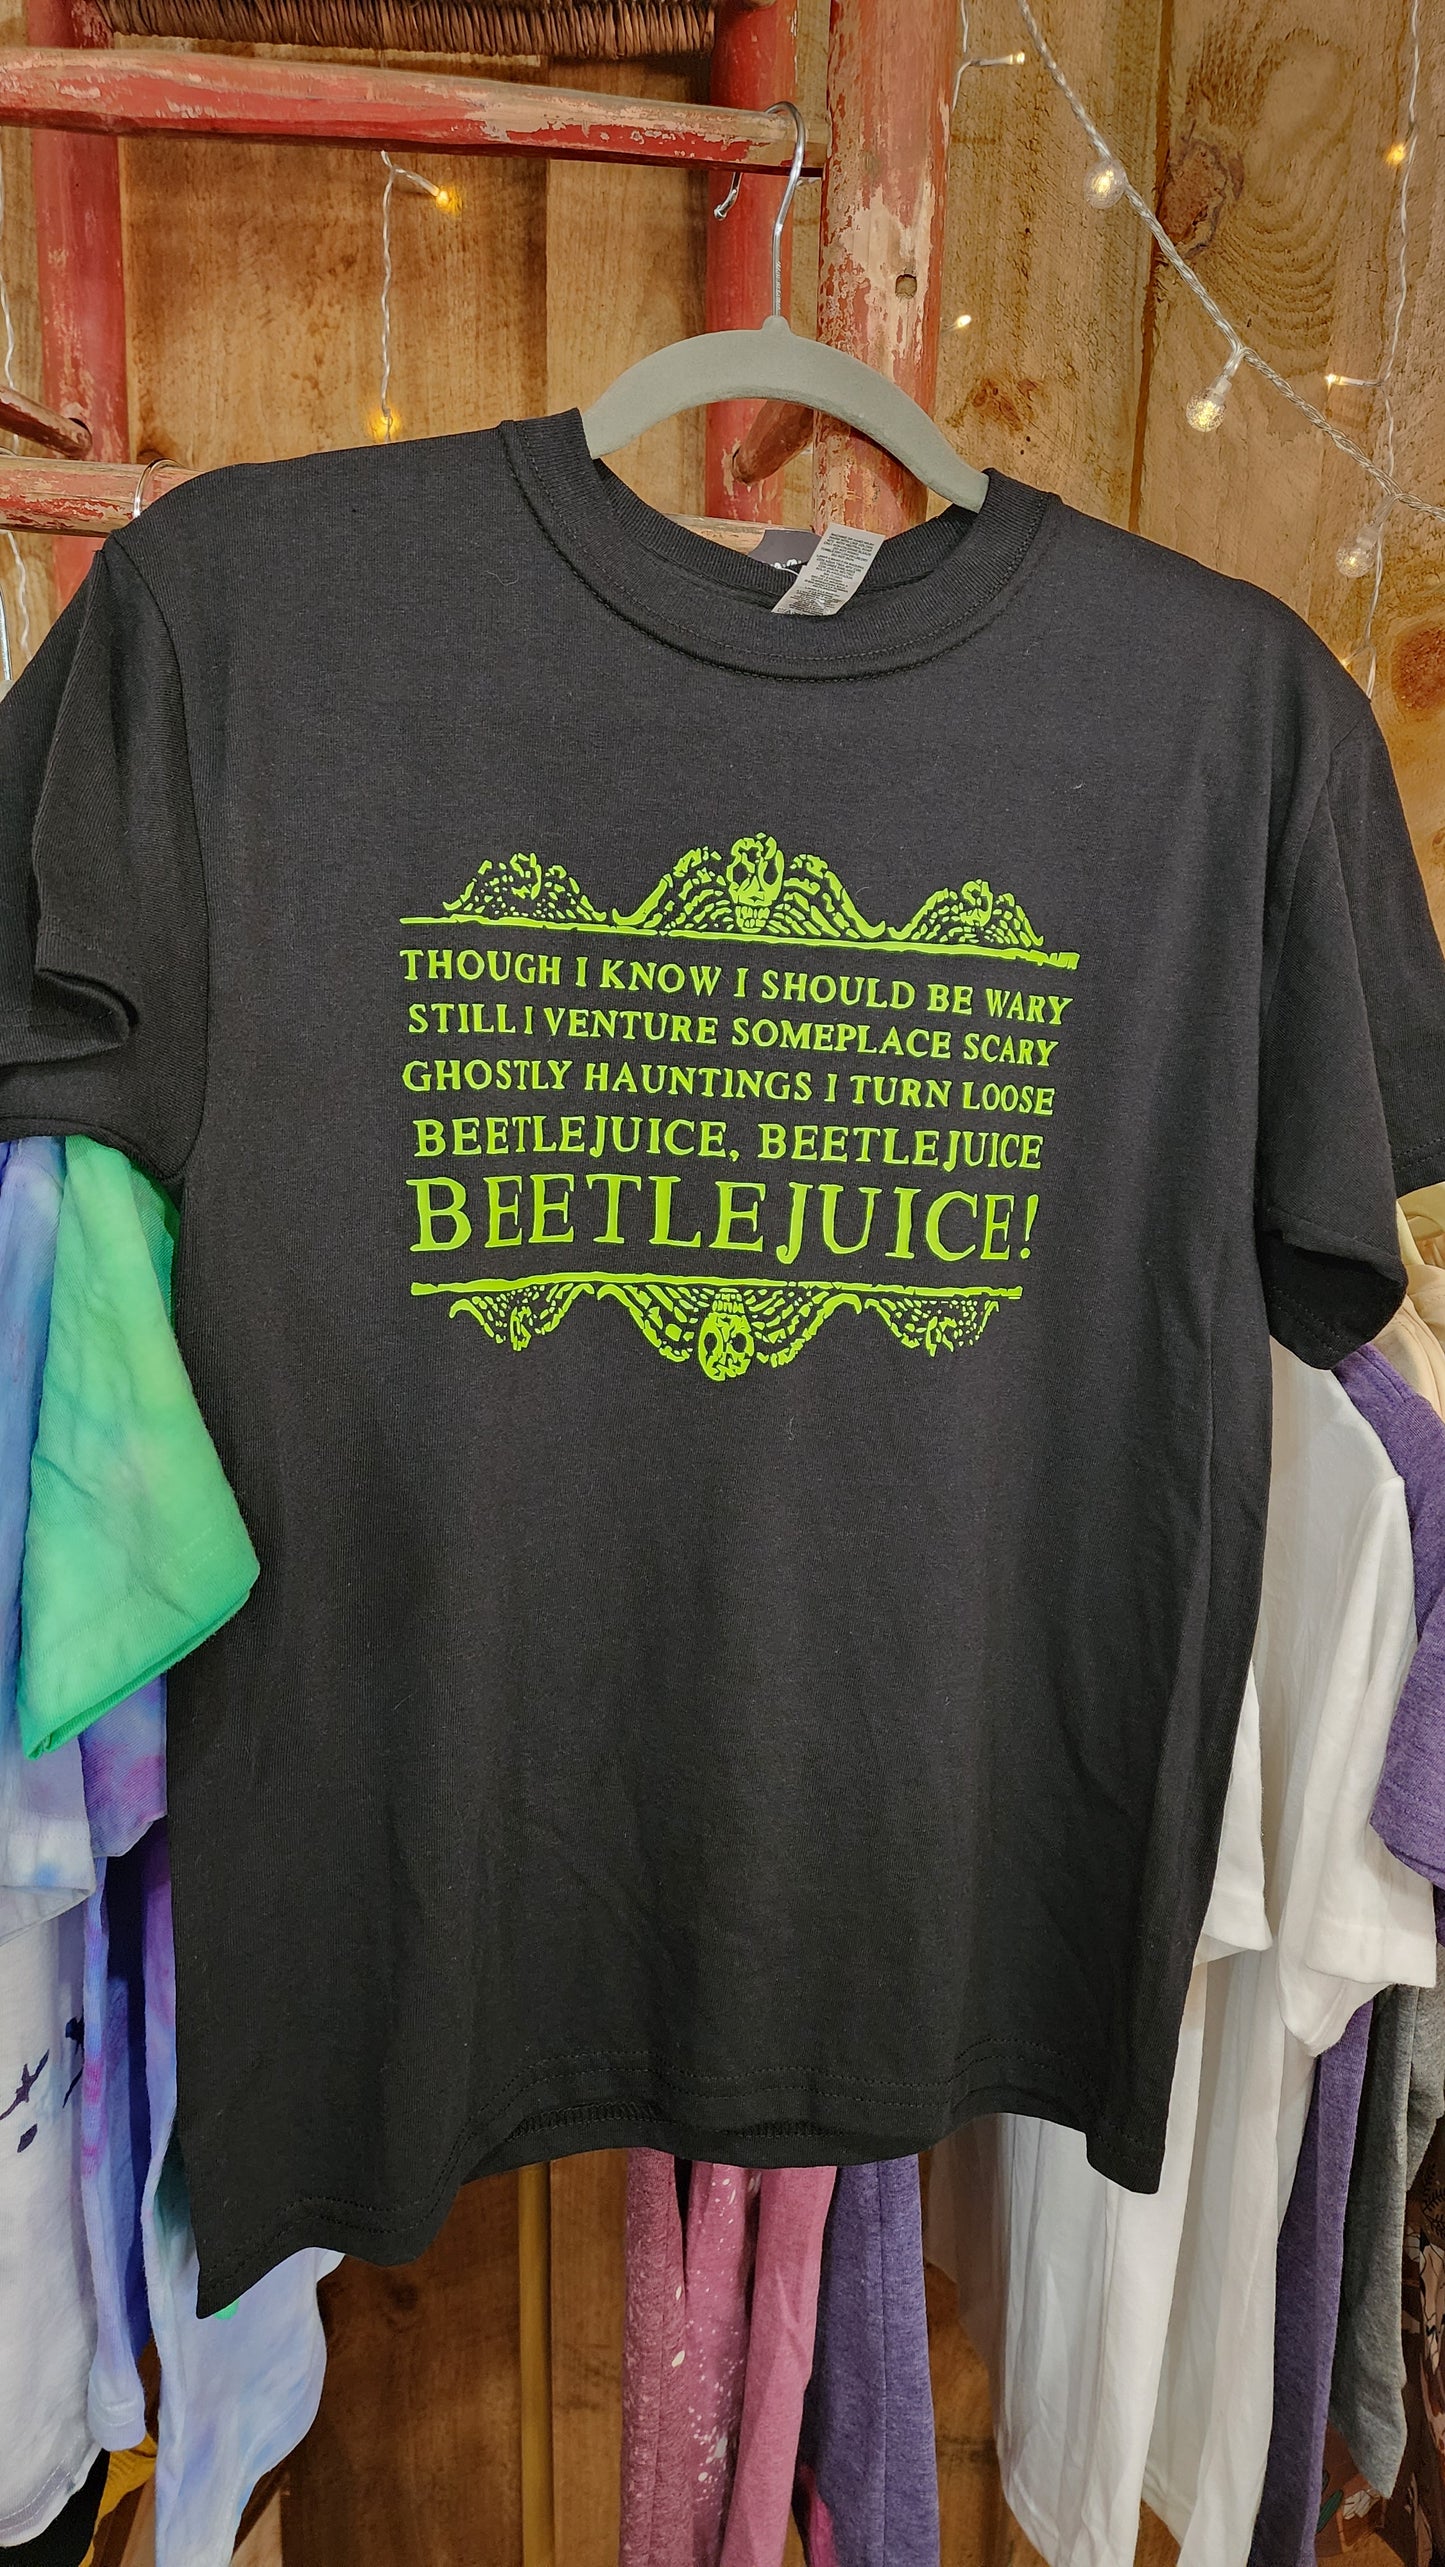 THOUGH I KNOW I SHOULD BE WARY
STILL I VENTURE SOMEPLACE SCARY
GHOSTLY HAUNTINGS I TURN LOOSE
BEETLEJUICE, BEETLEJUICE
BEETLEJUICE!